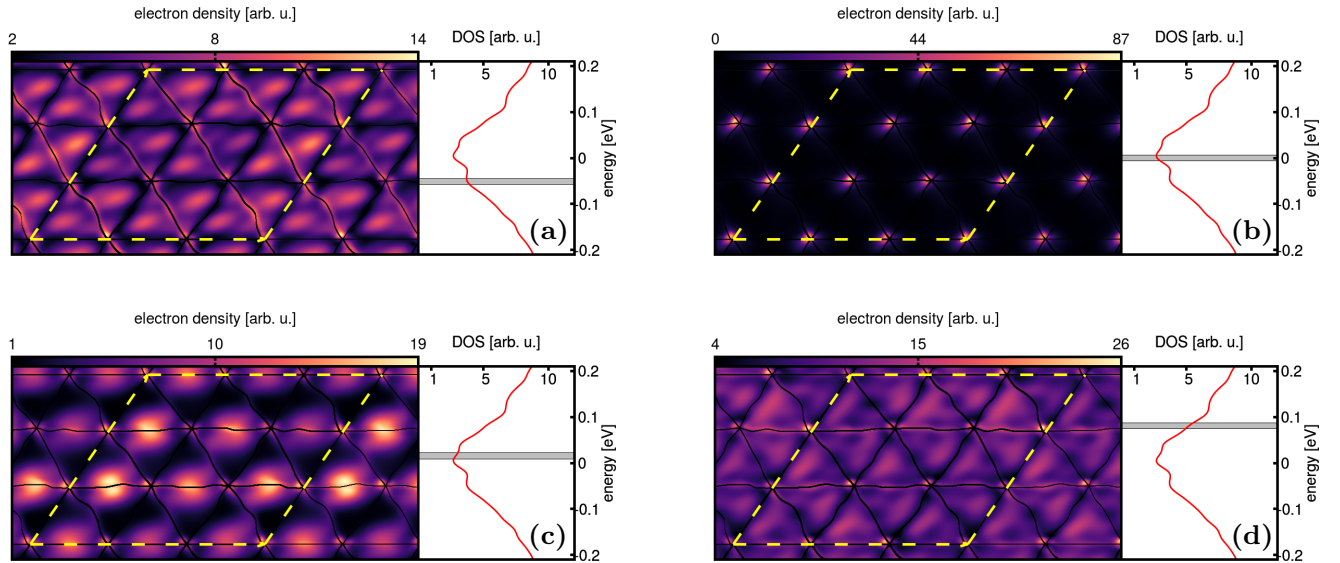 electron density [arb. u.]
2 8 14
DOS [arb. u.]
1 5 10
0.2
0.1
0
-0.1
-0.2
energy [eV]
(a)
electron density [arb. u.]
0 44 87
DOS [arb. u.]
1 5 10
0.2
0.1
0
-0.1
-0.2
energy [eV]
(b)
electron density [arb. u.]
1 10 19
DOS [arb. u.]
1 5 10
0.2
0.1
0
-0.1
-0.2
energy [eV]
(c)
electron density [arb. u.]
4 15 26
DOS [arb. u.]
1 5 10
0.2
0.1
0
-0.1
-0.2
energy [eV]
(d)